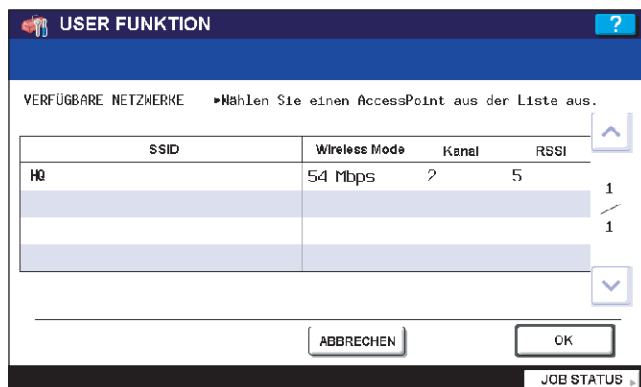 USER FUNKTION ?
VERFÜGBARE NETZWERKE ▸Wählen Sie einen AccessPoint aus der Liste aus.
SSID Wireless Mode Kanal RSSI
HQ 54 Mbps 2 5
1
/
1
ABBRECHEN OK
JOB STATUS